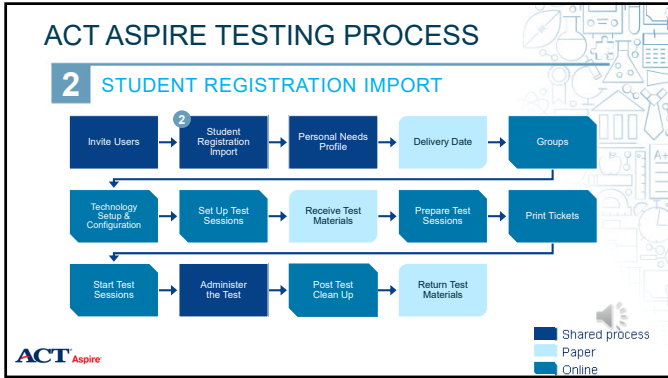 ACT ASPIRE TESTING PROCESS
2 STUDENT REGISTRATION IMPORT
Invite Users
2
Student
Registration
Import
Personal Needs
Profile
Delivery Date
Groups
Technology
Setup &
Configuration
Set Up Test
Sessions
Receive Test
Materials
Prepare Test
Sessions
Print Tickets
Start Test
Sessions
Administer
the Test
Post Test
Clean Up
Return Test
Materials
Shared process
Paper
Online
ACT Aspire